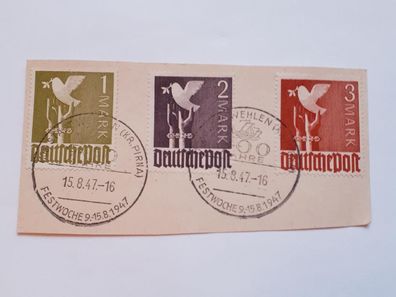 1 MARK
Deutsche Post
2 MARK
Deutsche Post
3 MARK
Deutsche Post
(KR. PIRNA)
15.8.47.-16
FESTWOCHE 9.-15.8.1947
WEHLEN
JAHRE
15.8.47.-16
FESTWOCHE 9.-15.8.1947